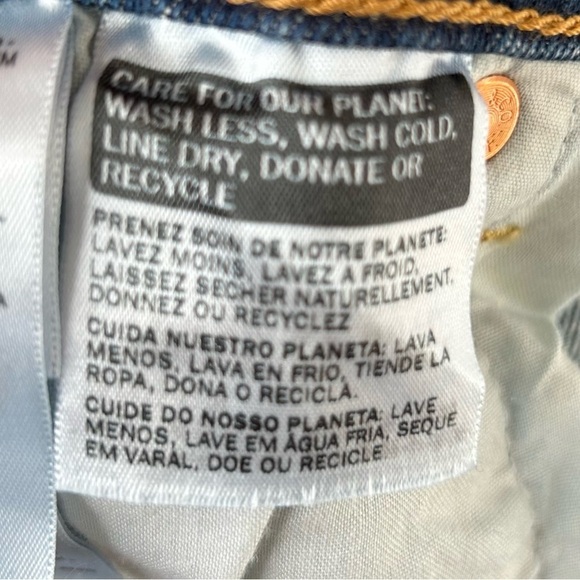 CARE FOR OUR PLANET:
WASH LESS, WASH COLD,
LINE DRY, DONATE OR
RECYCLE
PRENEZ SOIN DE NOTRE PLANETE:
LAVEZ MOINS, LAVEZ A FROID,
LAISSEZ SECHER NATURELLEMENT,
DONNEZ OU RECYCLEZ
CUIDA NUESTRO PLANETA: LAVA
MENOS, LAVA EN FRIO, TIENDE LA
ROPA, DONA O RECICLA.
CUIDE DO NOSSO PLANETA: LAVE
MENOS, LAVE EM ÁGUA FRIA, SEQUE
EM VARAL, DOE OU RECICLE